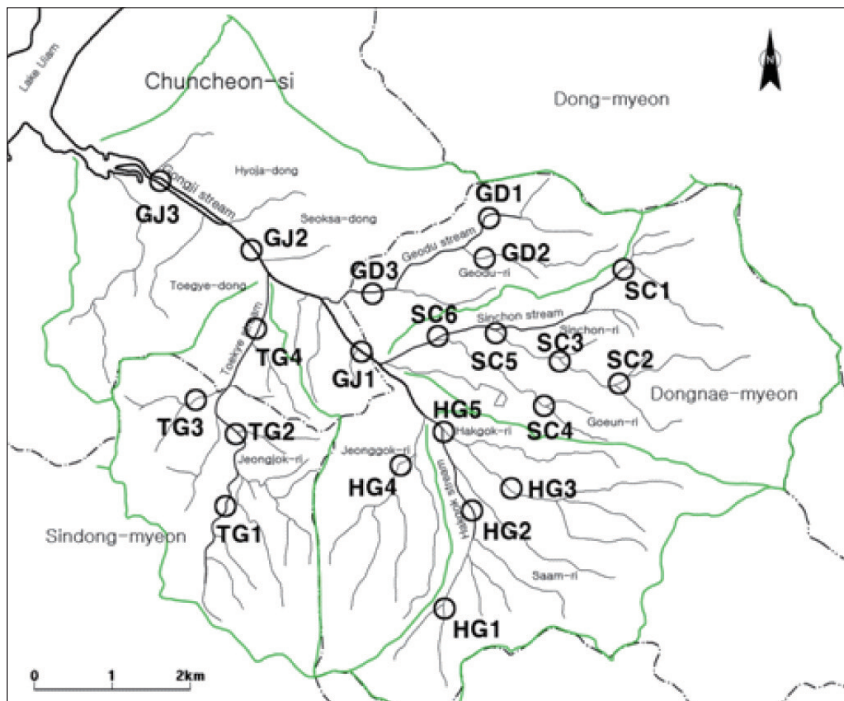 Lake Uiam
Chuncheon-si
Dong-myeon
N
Hyoja-dong
Gongji stream
GJ3
Seoksa-dong
GJ2
GD1
Geodu stream
GD2
Geodu-ri
GD3
Toegye-dong
SC1
SC6
Sinchon stream
Sinchon-ri
SC3
SC5
SC2
Toekye stream
TG4
GJ1
Dongnae-myeon
TG3
TG2
HG5
SC4
Goeun-ri
Hakgok-ri
Jeongjok-ri
Jeonggok-ri
HG4
HG3
Hakgok stream
HG2
TG1
Sindong-myeon
Saam-ri
HG1
0 1 2km